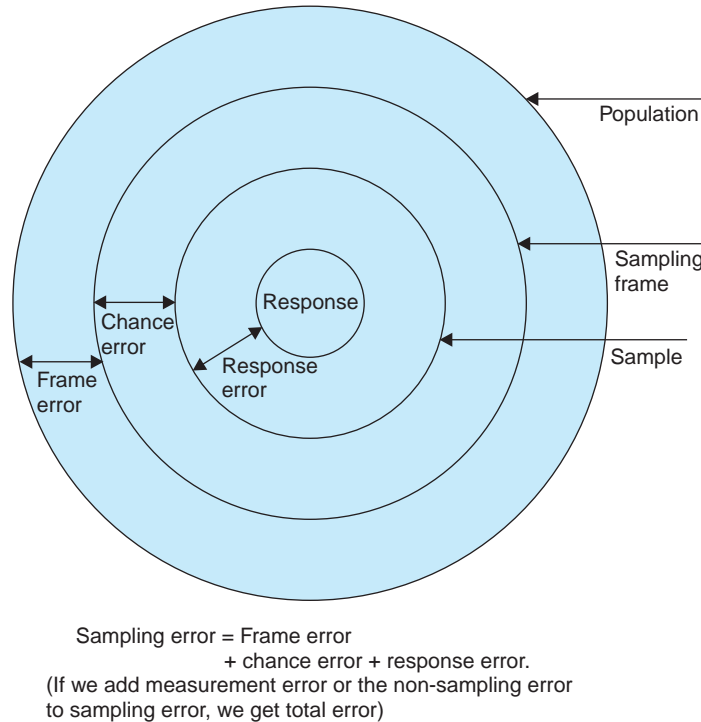 Population
Sampling
frame
Response
Chance
error
Sample
Response
error
Frame
error
Sampling error = Frame error
+ chance error + response error.
(If we add measurement error or the non-sampling error
to sampling error, we get total error)